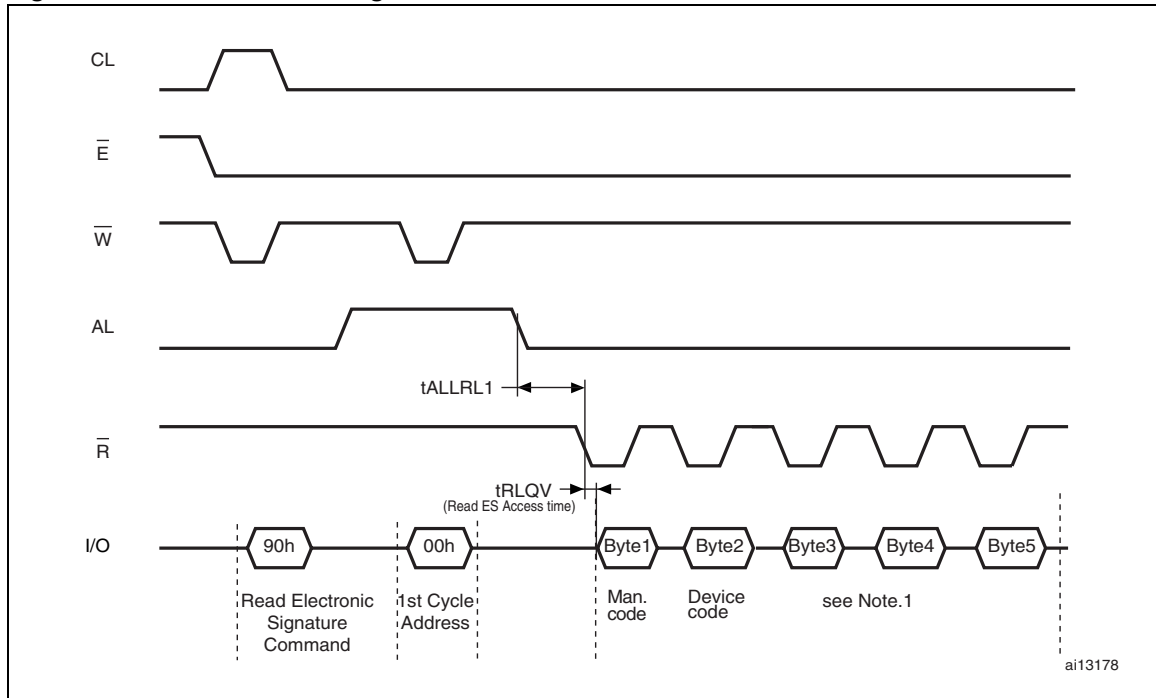 CL
E
W
AL
tALLRL1
R
tRLQV
(Read ES Access time)
I/O
90h
00h
Byte1
Byte2
Byte3
Byte4
Byte5
Read Electronic
Signature
Command
1st Cycle
Address
Man.
code
Device
code
see Note.1
ai13178